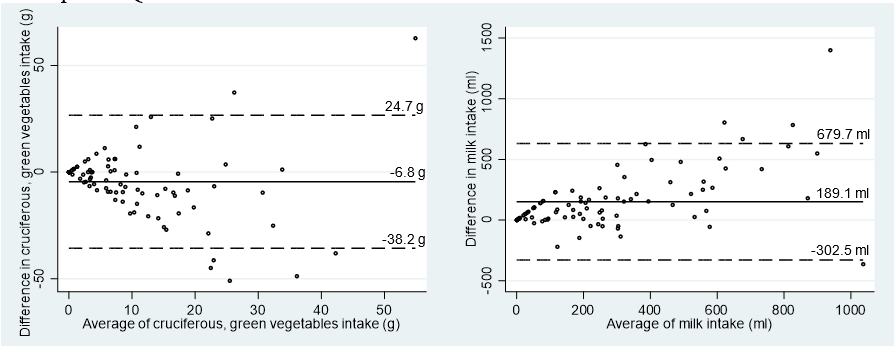 Difference in cruciferous, green vegetables intake (g)
50
0
-50
24.7 g
-6.8 g
-38.2 g
0 10 20 30 40 50
Average of cruciferous, green vegetables intake (g)
Difference in milk intake (ml)
1500
1000
500
0
-500
679.7 ml
189.1 ml
-302.5 ml
0 200 400 600 800 1000
Average of milk intake (ml)